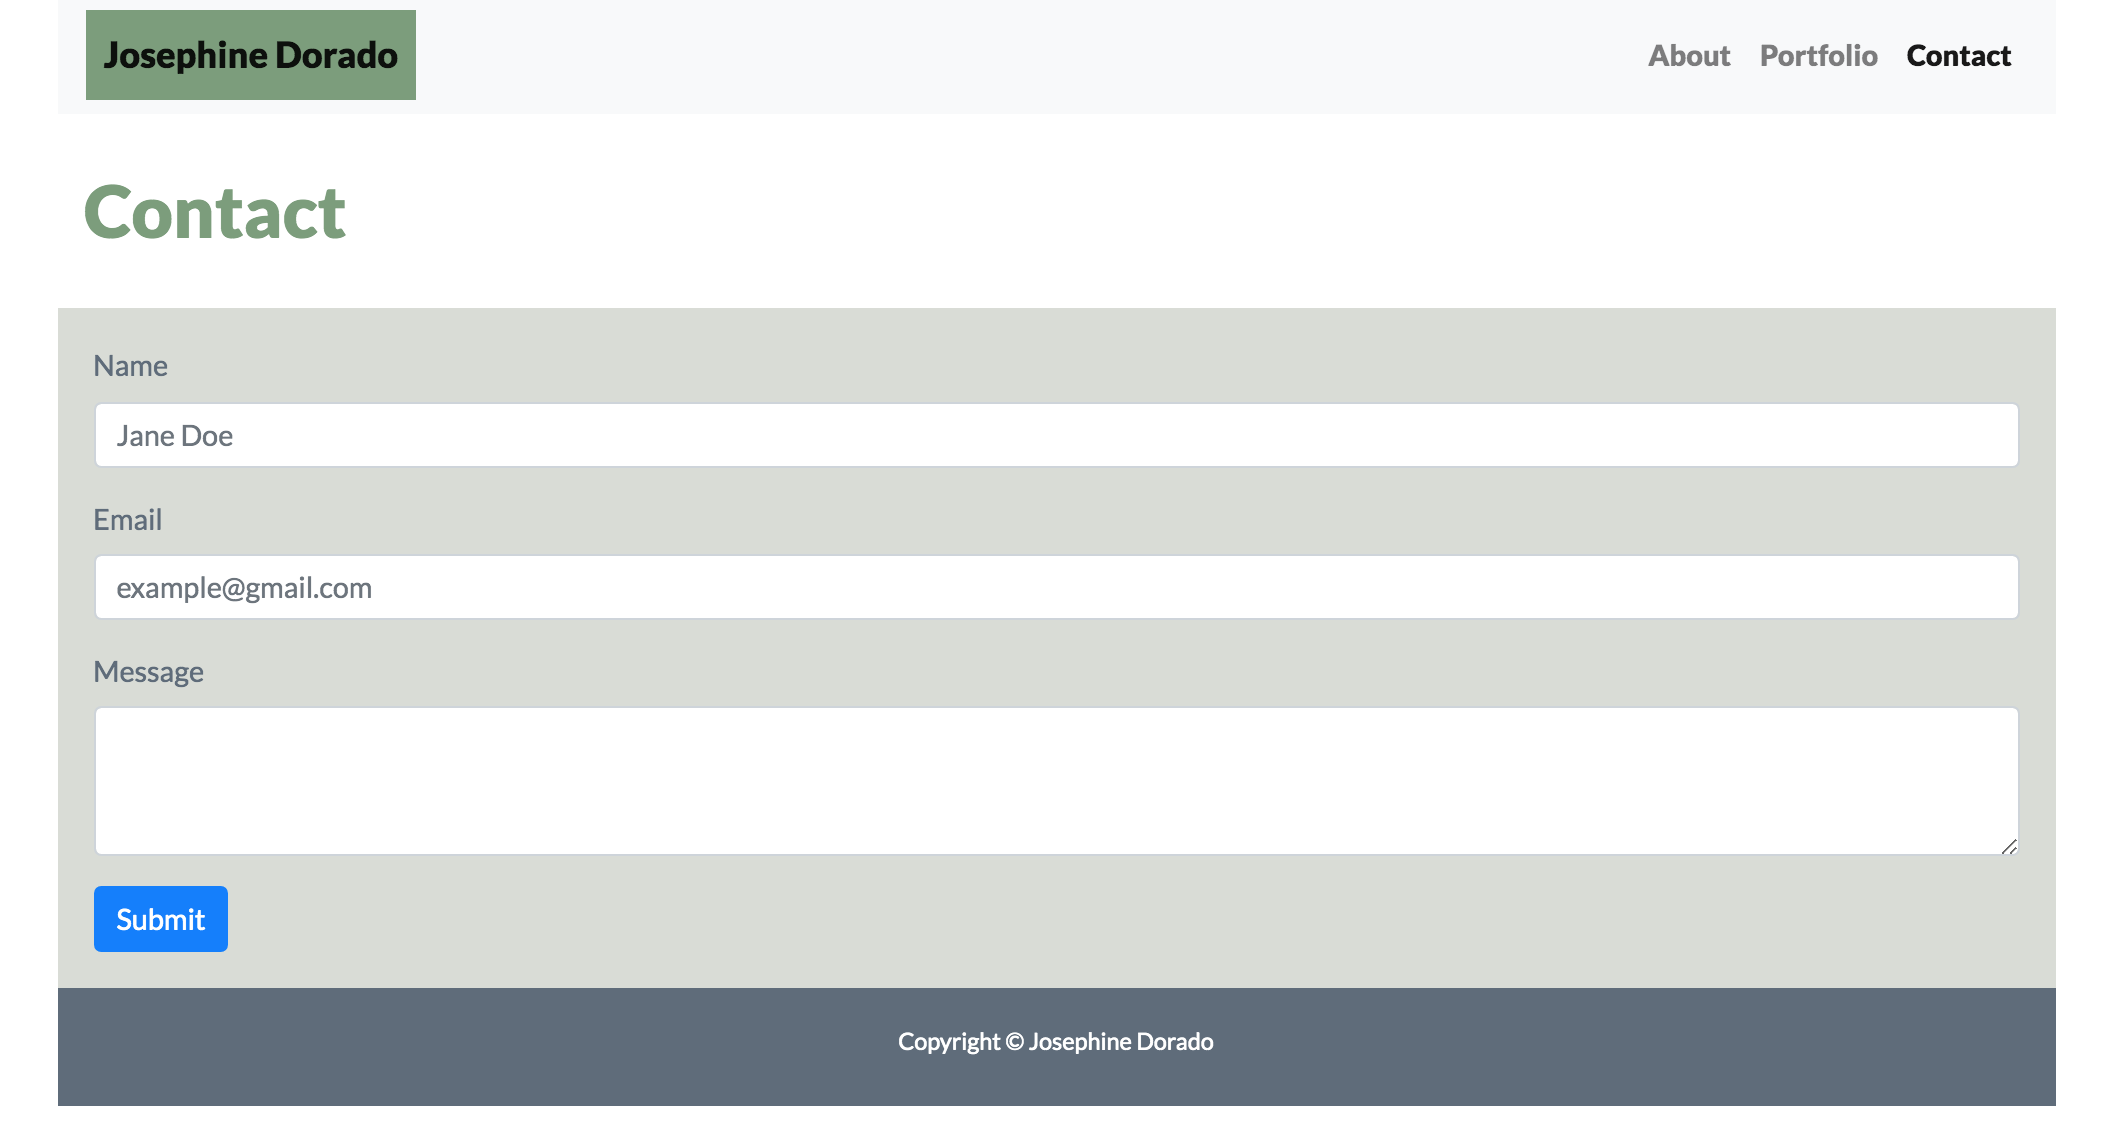 Josephine Dorado
About Portfolio Contact
Contact
Name
Jane Doe
Email
example@gmail.com
Message
Submit
Copyright © Josephine Dorado